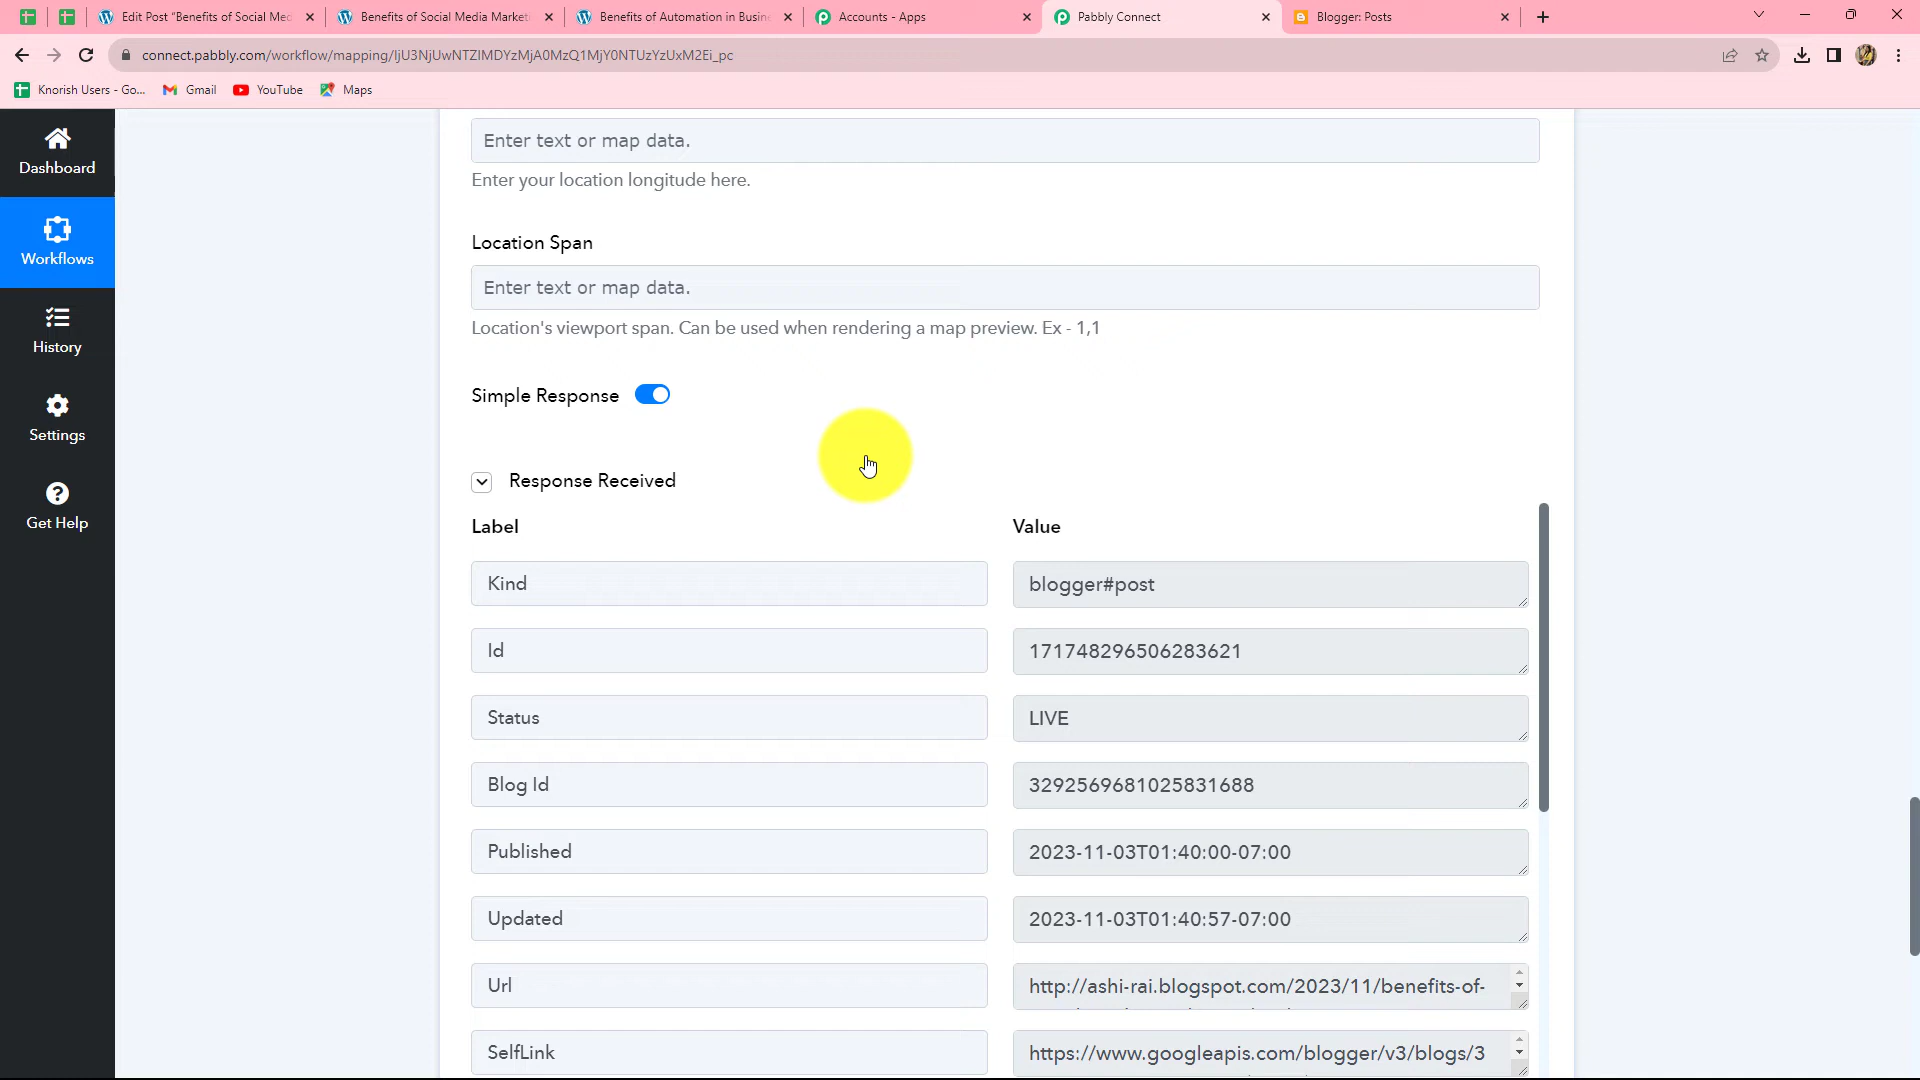 Edit Post “Benefits of Social Med
Benefits of Social Media Market
Benefits of Automation in Busin
Accounts - Apps
Pabbly Connect
Blogger: Posts
connect.pabbly.com/workflow/mapping/IjU3NjUwNTZlMDYzMjA0MzQ1MjY0NTUzYzUxM2Ei_pc
Knorish Users - Go...
Gmail
YouTube
Maps
Dashboard
Workflows
History
Settings
Get Help
Enter text or map data.
Enter your location longitude here.
Location Span
Enter text or map data.
Location's viewport span. Can be used when rendering a map preview. Ex - 1,1
Simple Response
Response Received
Label Value
Kind blogger#post
Id 171748296506283621
Status LIVE
Blog Id 3292569681025831688
Published 2023-11-03T01:40:00-07:00
Updated 2023-11-03T01:40:57-07:00
Url http://ashi-rai.blogspot.com/2023/11/benefits-of-
SelfLink https://www.googleapis.com/blogger/v3/blogs/3